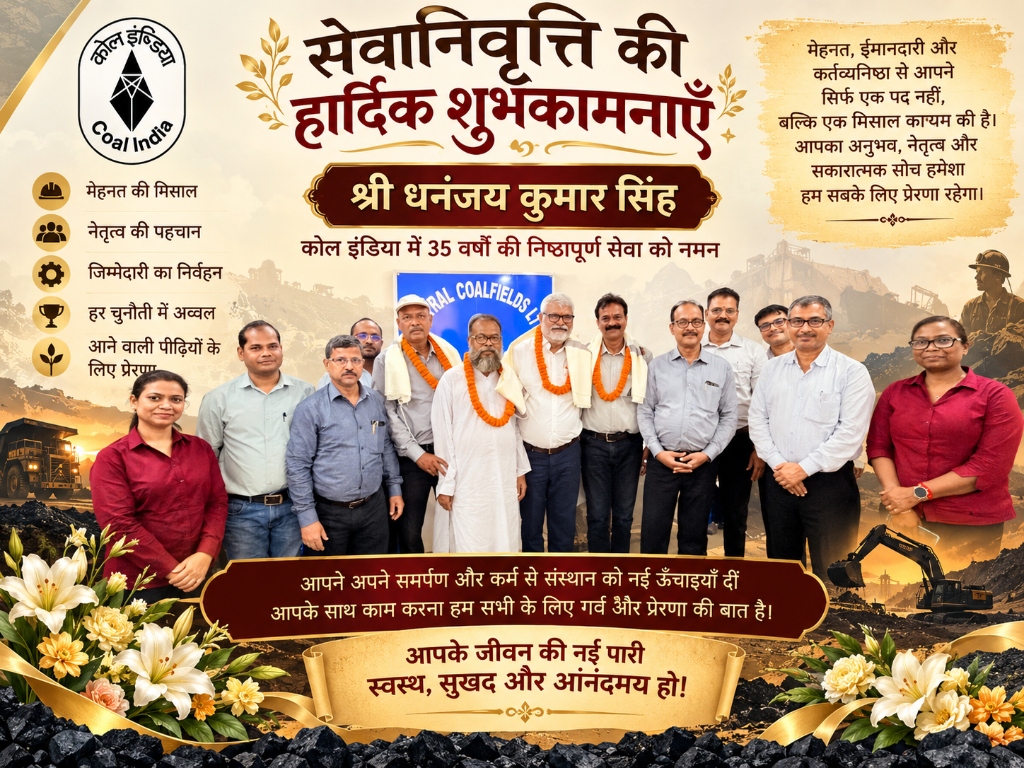 कोल इण्डिया
Coal India
सेवानिवृत्ति की
हार्दिक शुभकामनाएँ
श्री धनंजय कुमार सिंह
कोल इंडिया में 35 वर्षों की निष्ठापूर्ण सेवा को नमन
मेहनत, ईमानदारी और
कर्तव्यनिष्ठा से आपने
सिर्फ एक पद नहीं,
बल्कि एक मिसाल कायम की है।
आपका अनुभव, नेतृत्व और
सकारात्मक सोच हमेशा
हम सबके लिए प्रेरणा रहेगा।
मेहनत की मिसाल
नेतृत्व की पहचान
जिम्मेदारी का निर्वहन
हर चुनौती में अव्वल
आने वाली पीढ़ियों के
लिए प्रेरणा
RAL COALFIELDS
आपने अपने समर्पण और कर्म से संस्थान को नई ऊँचाइयाँ दीं
आपके साथ काम करना हम सभी के लिए गर्व और प्रेरणा की बात है!
आपके जीवन की नई पारी
स्वस्थ, सुखद और आंनंदमय हो!